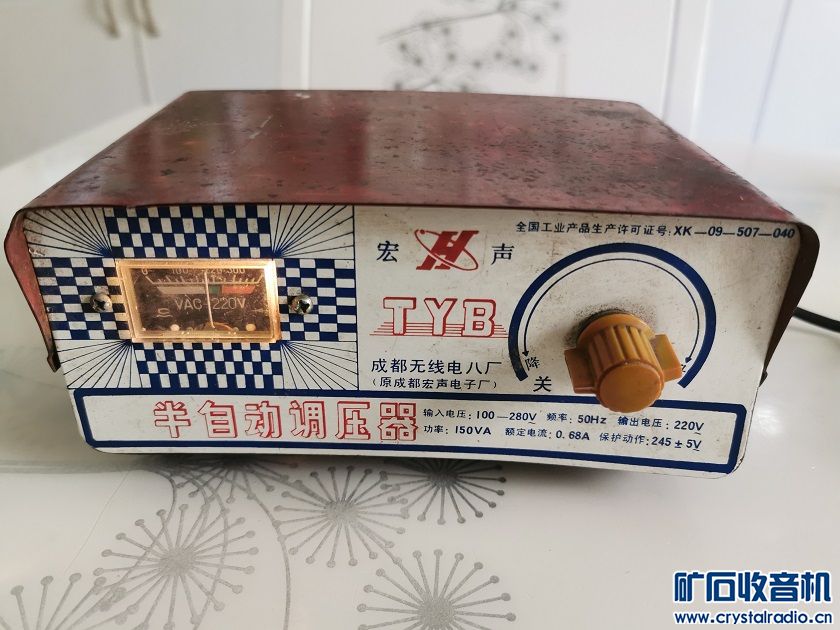 全国工业产品生产许可证号: XK—09—507—040
宏 H 声
0 100 220 300
VAC 220V
TYB
成都无线电八厂
(原成都宏声电子厂)
降
关
半自动调压器
输入电压: 100—280V 频率: 50Hz 输出电压: 220V
功率: 150VA 额定电流: 0.68A 保护动作: 245±5V
矿石收音机
www.crystalradio.cn